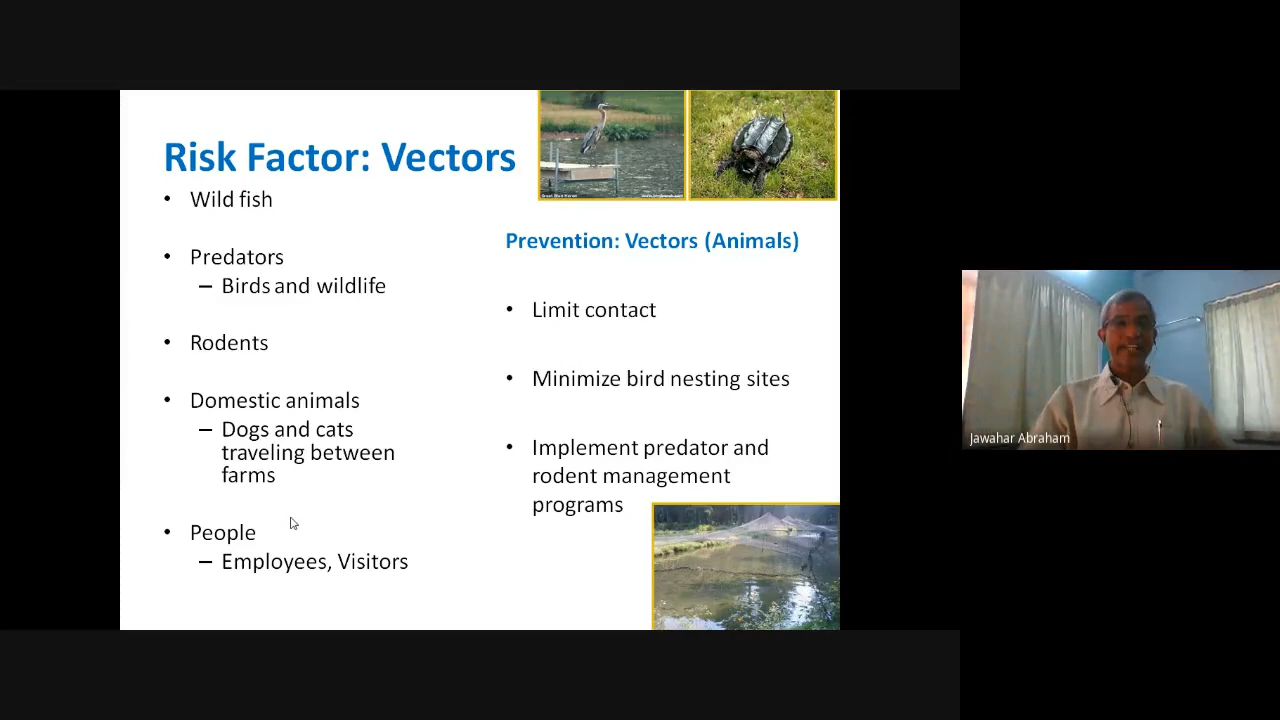 Risk Factor: Vectors
• Wild fish
• Predators
– Birds and wildlife
• Rodents
• Domestic animals
– Dogs and cats
traveling between
farms
• People
– Employees, Visitors
Prevention: Vectors (Animals)
• Limit contact
• Minimize bird nesting sites
• Implement predator and
rodent management
programs
Jawahar Abraham